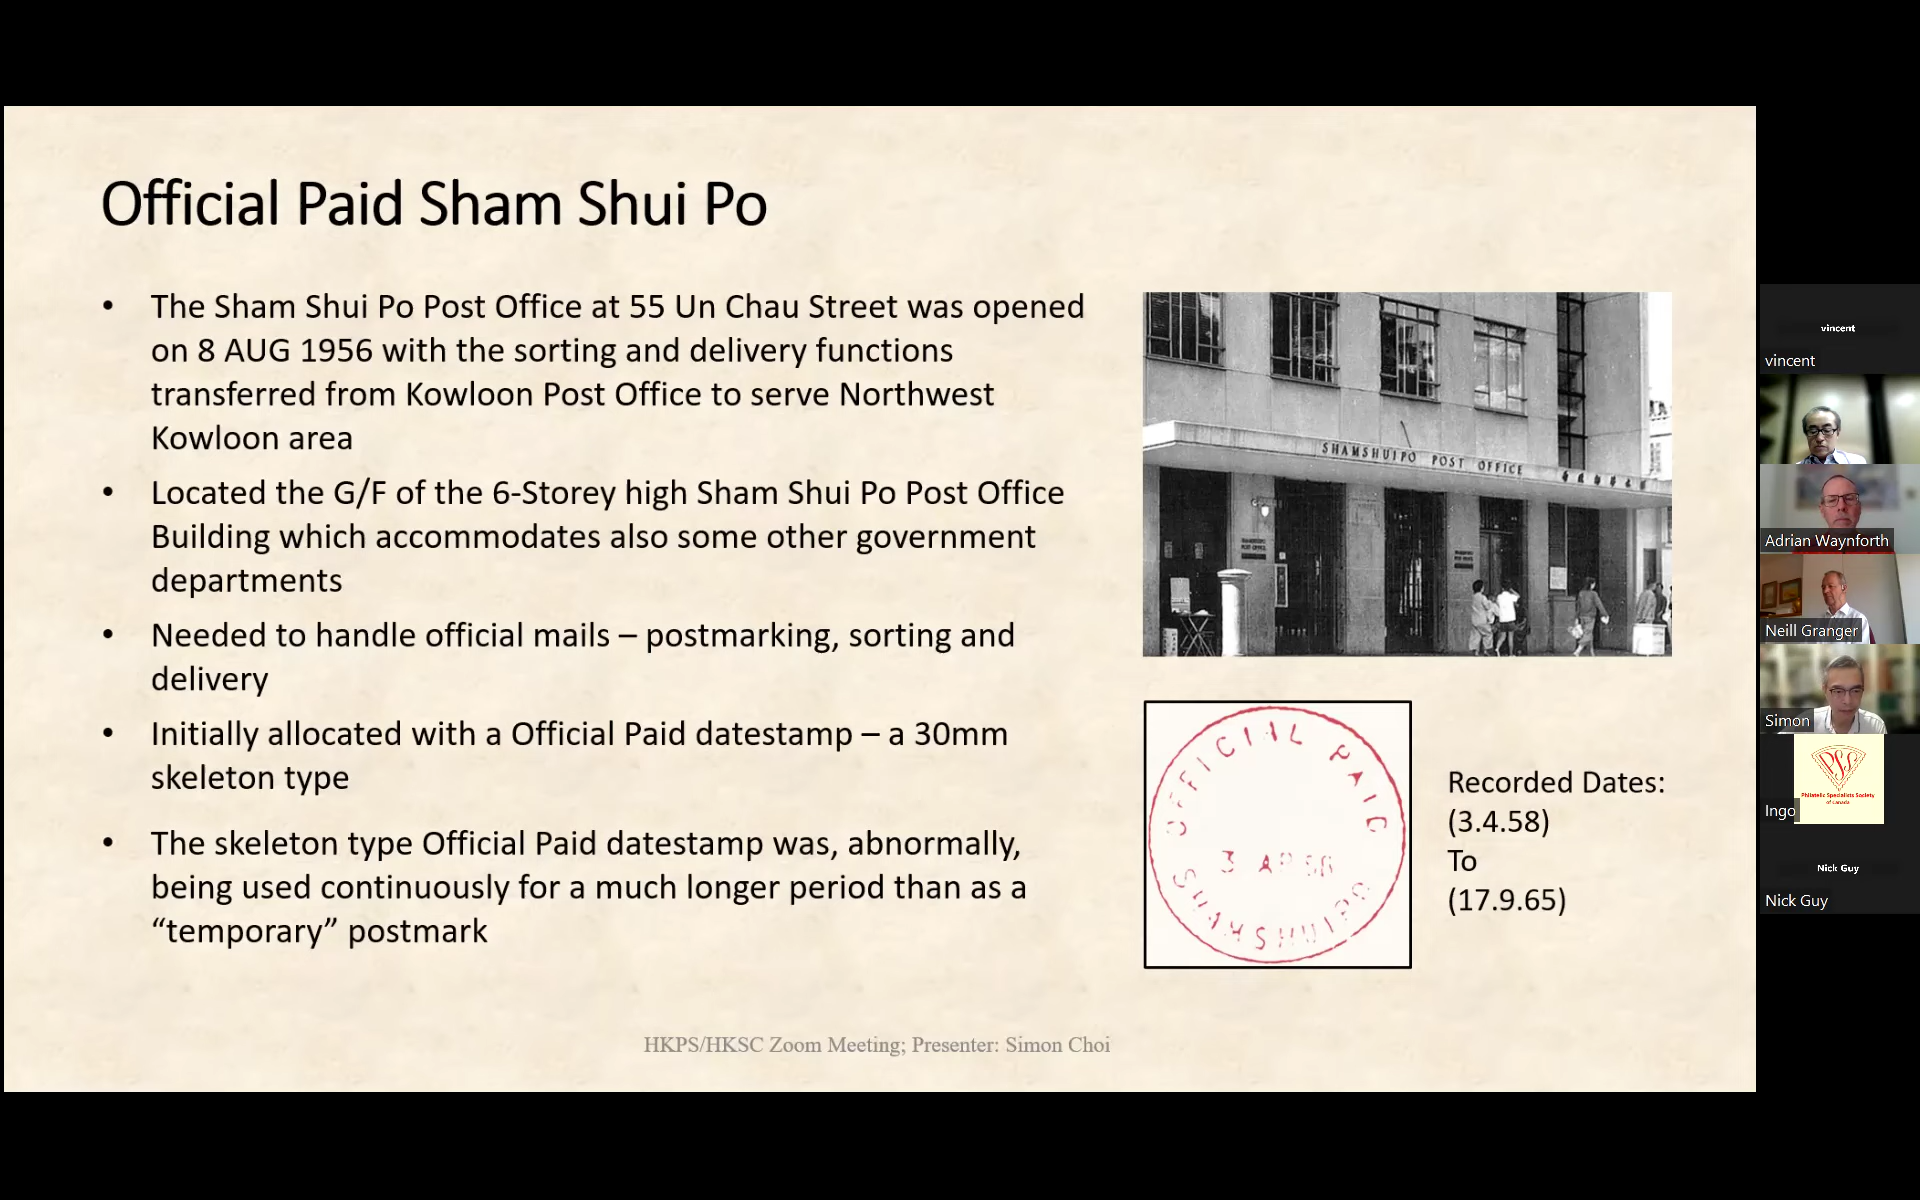 Official Paid Sham Shui Po
• The Sham Shui Po Post Office at 55 Un Chau Street was opened
on 8 AUG 1956 with the sorting and delivery functions
transferred from Kowloon Post Office to serve Northwest
Kowloon area
• Located the G/F of the 6-Storey high Sham Shui Po Post Office
Building which accommodates also some other government
departments
• Needed to handle official mails – postmarking, sorting and
delivery
• Initially allocated with a Official Paid datestamp – a 30mm
skeleton type
• The skeleton type Official Paid datestamp was, abnormally,
being used continuously for a much longer period than as a
“temporary” postmark
SHAMSHUIPO POST OFFICE
OFFICIAL PAID
3 AP 58
SHAMSHUIPO
Recorded Dates:
(3.4.58)
To
(17.9.65)
HKPS/HKSC Zoom Meeting; Presenter: Simon Choi
vincent
vincent
Adrian Waynforth
Neill Granger
Simon
PSS
Philatelic Specialists Society
of Canada
Ingo
Nick Guy
Nick Guy